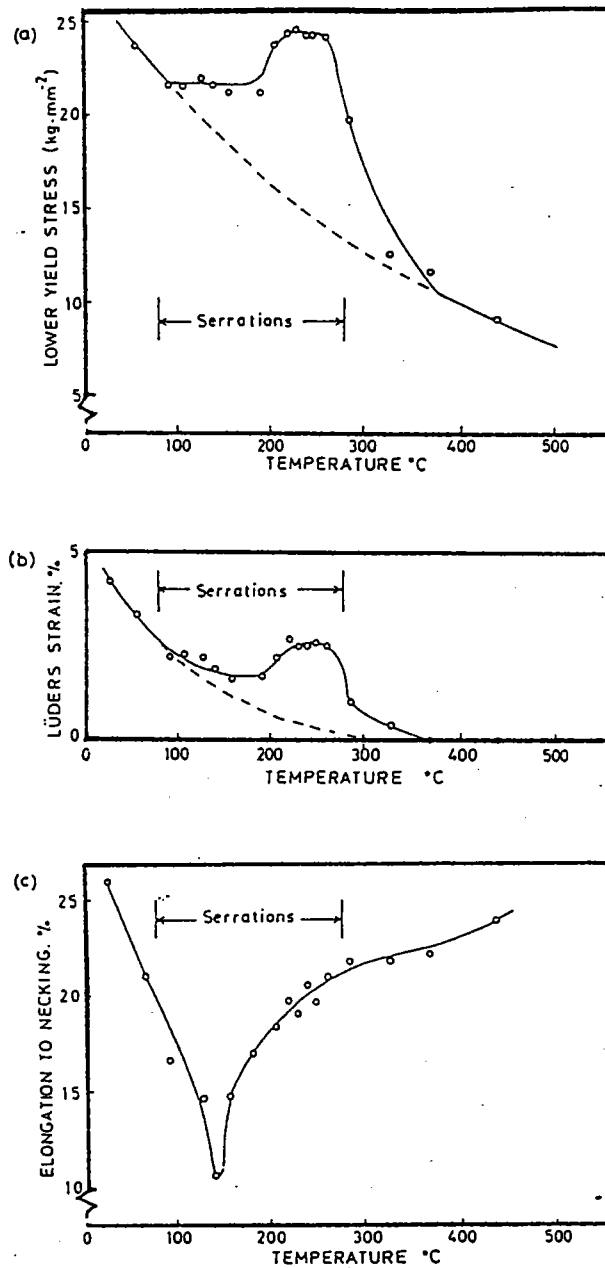 (a)
LOWER YIELD STRESS (kg·mm-2)
25
20
15
10
5
Serrations
0 100 200 300 400 500
TEMPERATURE °C
(b)
LÜDERS STRAIN. %
5
0
Serrations
0 100 200 300 400 500
TEMPERATURE °C
(c)
ELONGATION TO NECKING. %
25
20
15
10
Serrations
0 100 200 300 400 500
TEMPERATURE °C